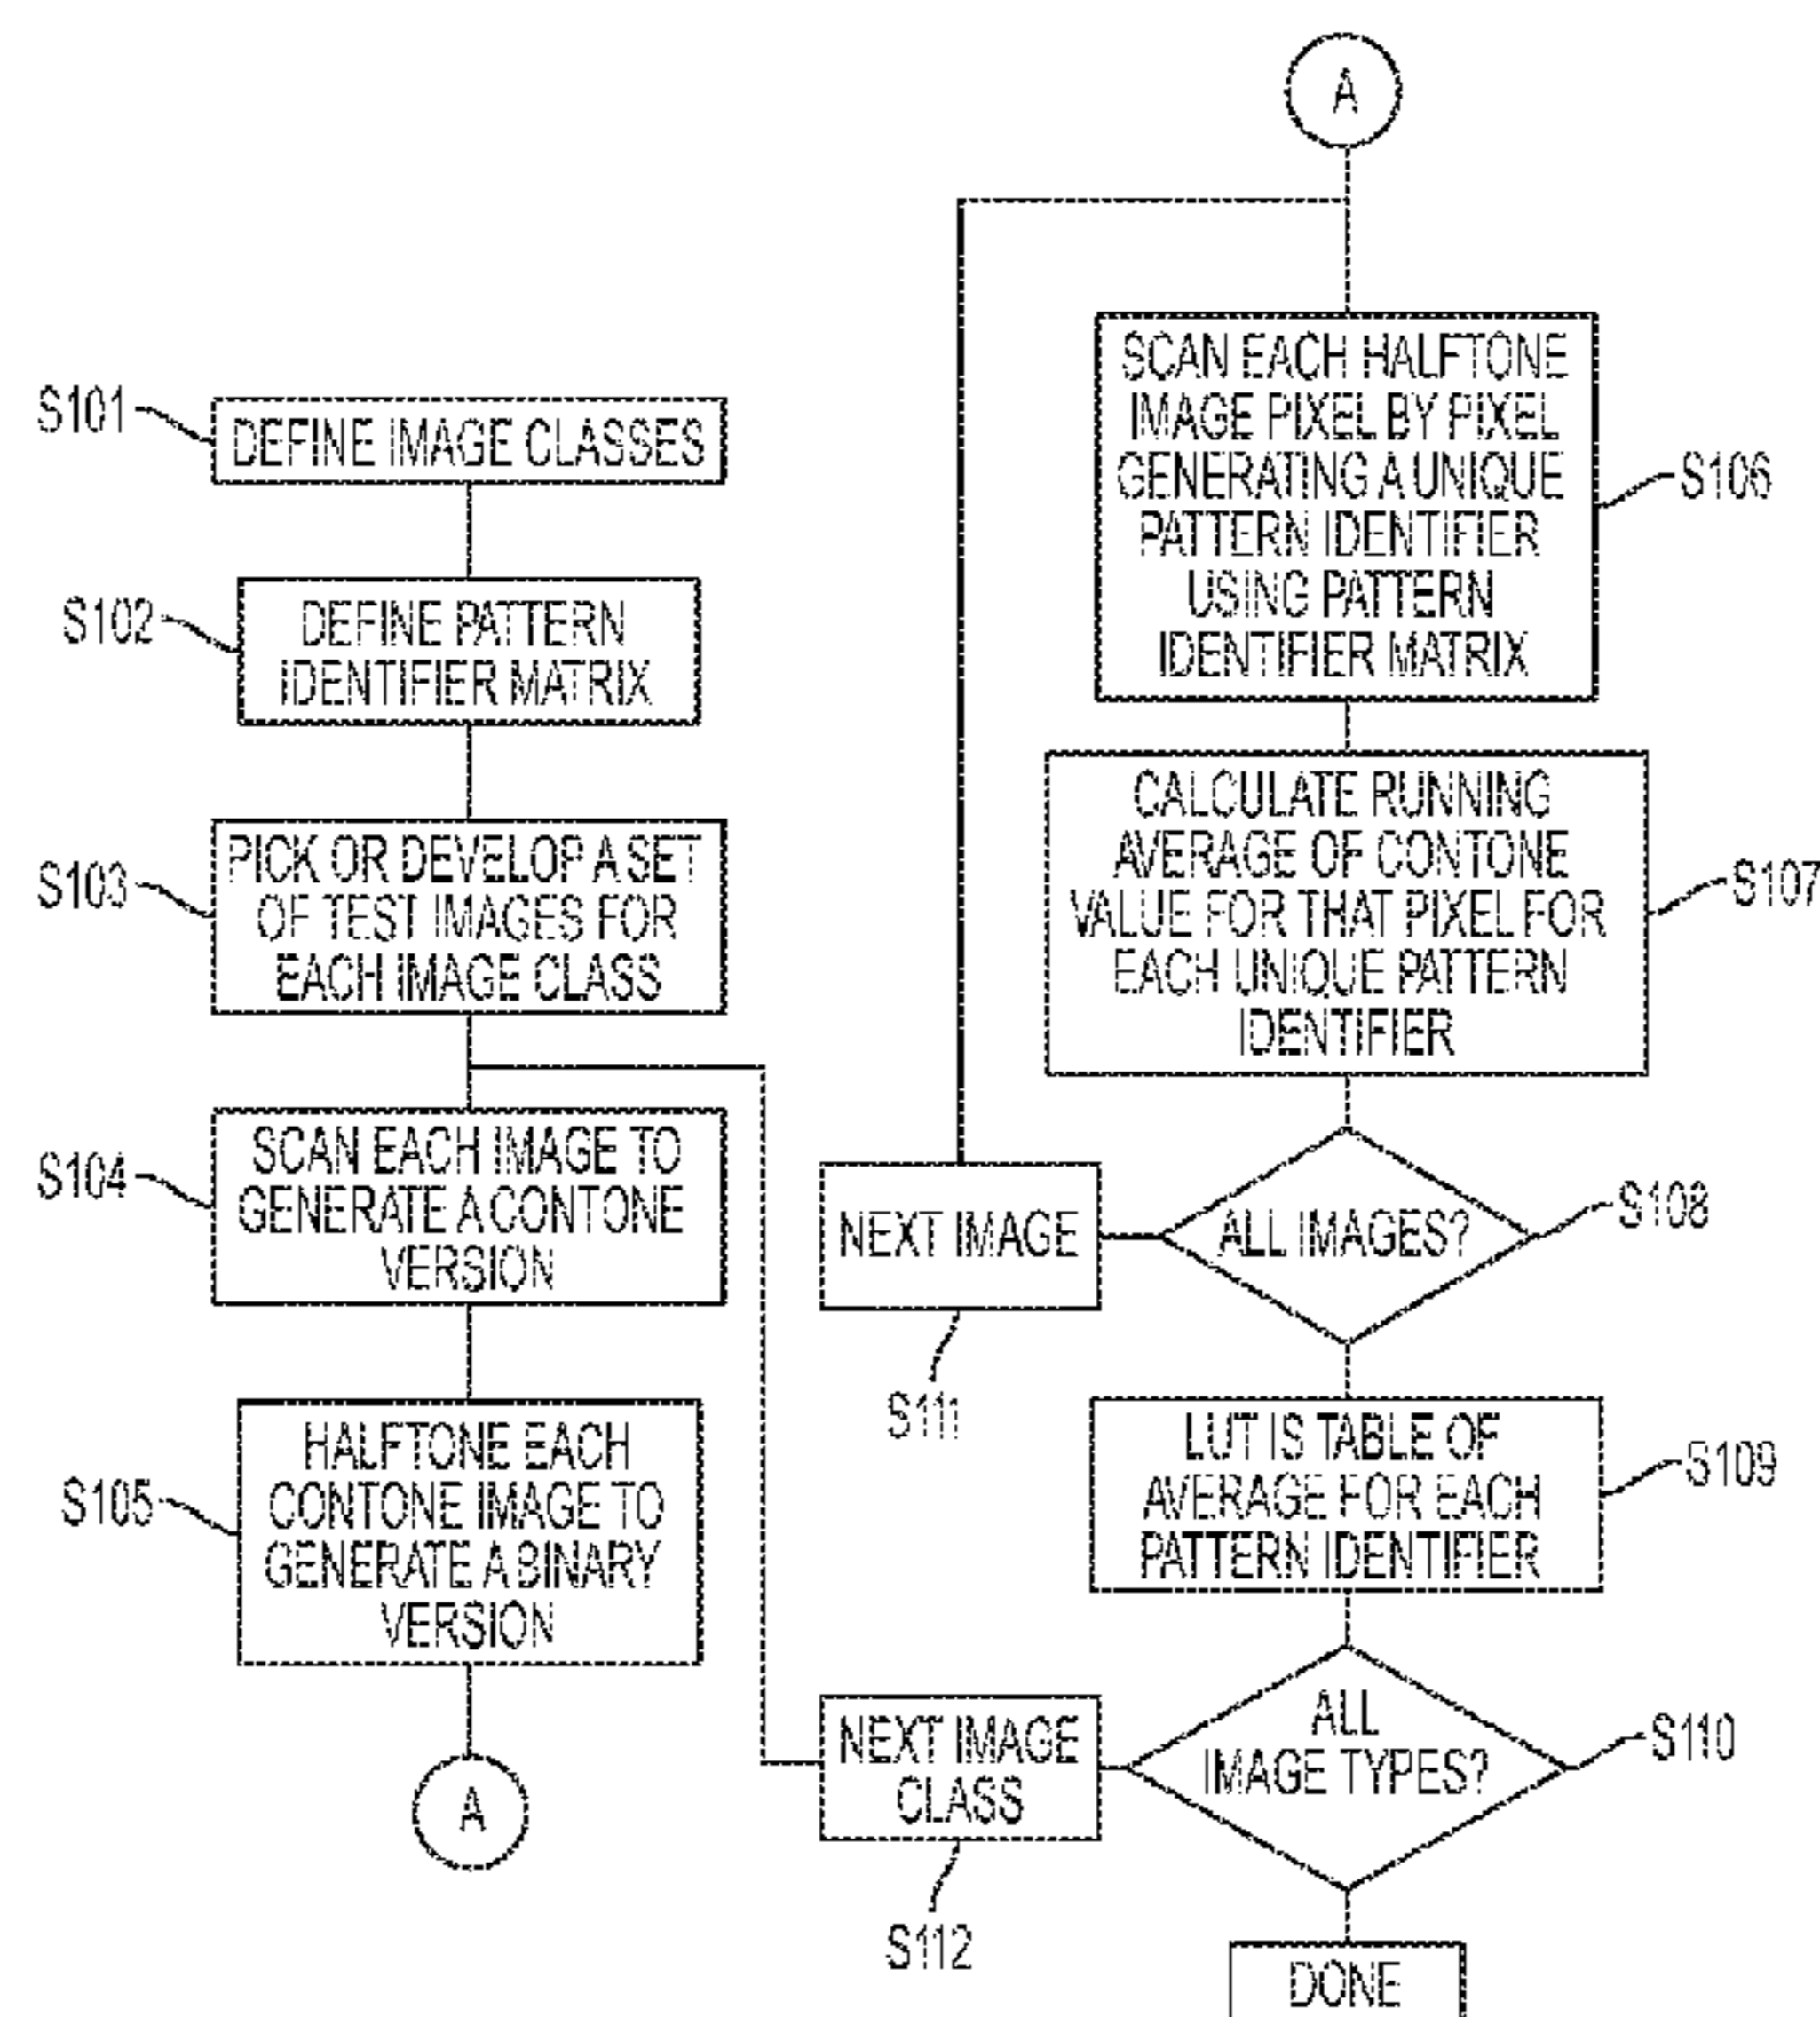 S101
DEFINE IMAGE CLASSES
S102
DEFINE PATTERN
IDENTIFIER MATRIX
S103
PICK OR DEVELOP A SET
OF TEST IMAGES FOR
EACH IMAGE CLASS
S104
SCAN EACH IMAGE TO
GENERATE A CONTONE
VERSION
S105
HALFTONE EACH
CONTONE IMAGE TO
GENERATE A BINARY
VERSION
A
A
SCAN EACH HALFTONE
IMAGE PIXEL BY PIXEL
GENERATING A UNIQUE
PATTERN IDENTIFIER
USING PATTERN
IDENTIFIER MATRIX
S106
CALCULATE RUNNING
AVERAGE OF CONTONE
VALUE FOR THAT PIXEL FOR
EACH UNIQUE PATTERN
IDENTIFIER
S107
ALL IMAGES?
S108
NEXT IMAGE
S111
LUT IS TABLE OF
AVERAGE FOR EACH
PATTERN IDENTIFIER
S109
ALL
IMAGE TYPES?
S110
NEXT IMAGE
CLASS
S112
DONE